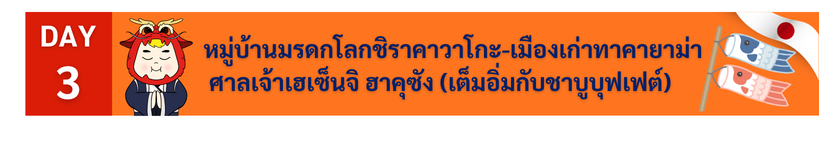 DAY
3
หมู่บ้านมรดกโลกชิราคาวาโกะ-เมืองเก่าทาคายาม่า
ศาลเจ้าเฮเซ็นจิ ฮาคุซัง (เต็มอิ่มกับชาบูบุฟเฟต์)